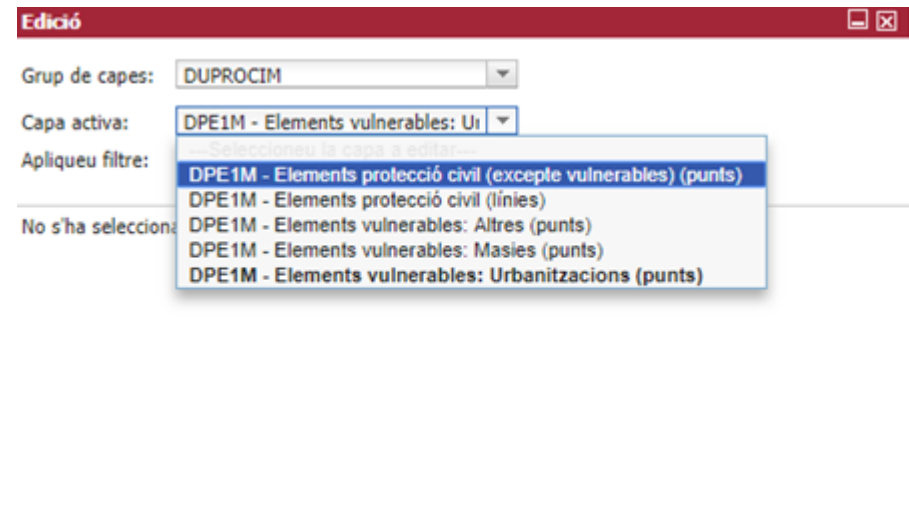 Edició
Grup de capes: DUPROCIM
Capa activa: DPE1M - Elements vulnerables:
Apliqueu filtre:
---Seleccioneu la capa a editar---
DPE1M - Elements protecció civil (excepte vulnerables) (punts)
DPE1M - Elements protecció civil (línies)
No s'ha
DPE1M - Elements vulnerables: Altres (punts)
DPE1M - Elements vulnerables: Masies (punts)
DPE1M - Elements vulnerables: Urbanitzacions (punts)